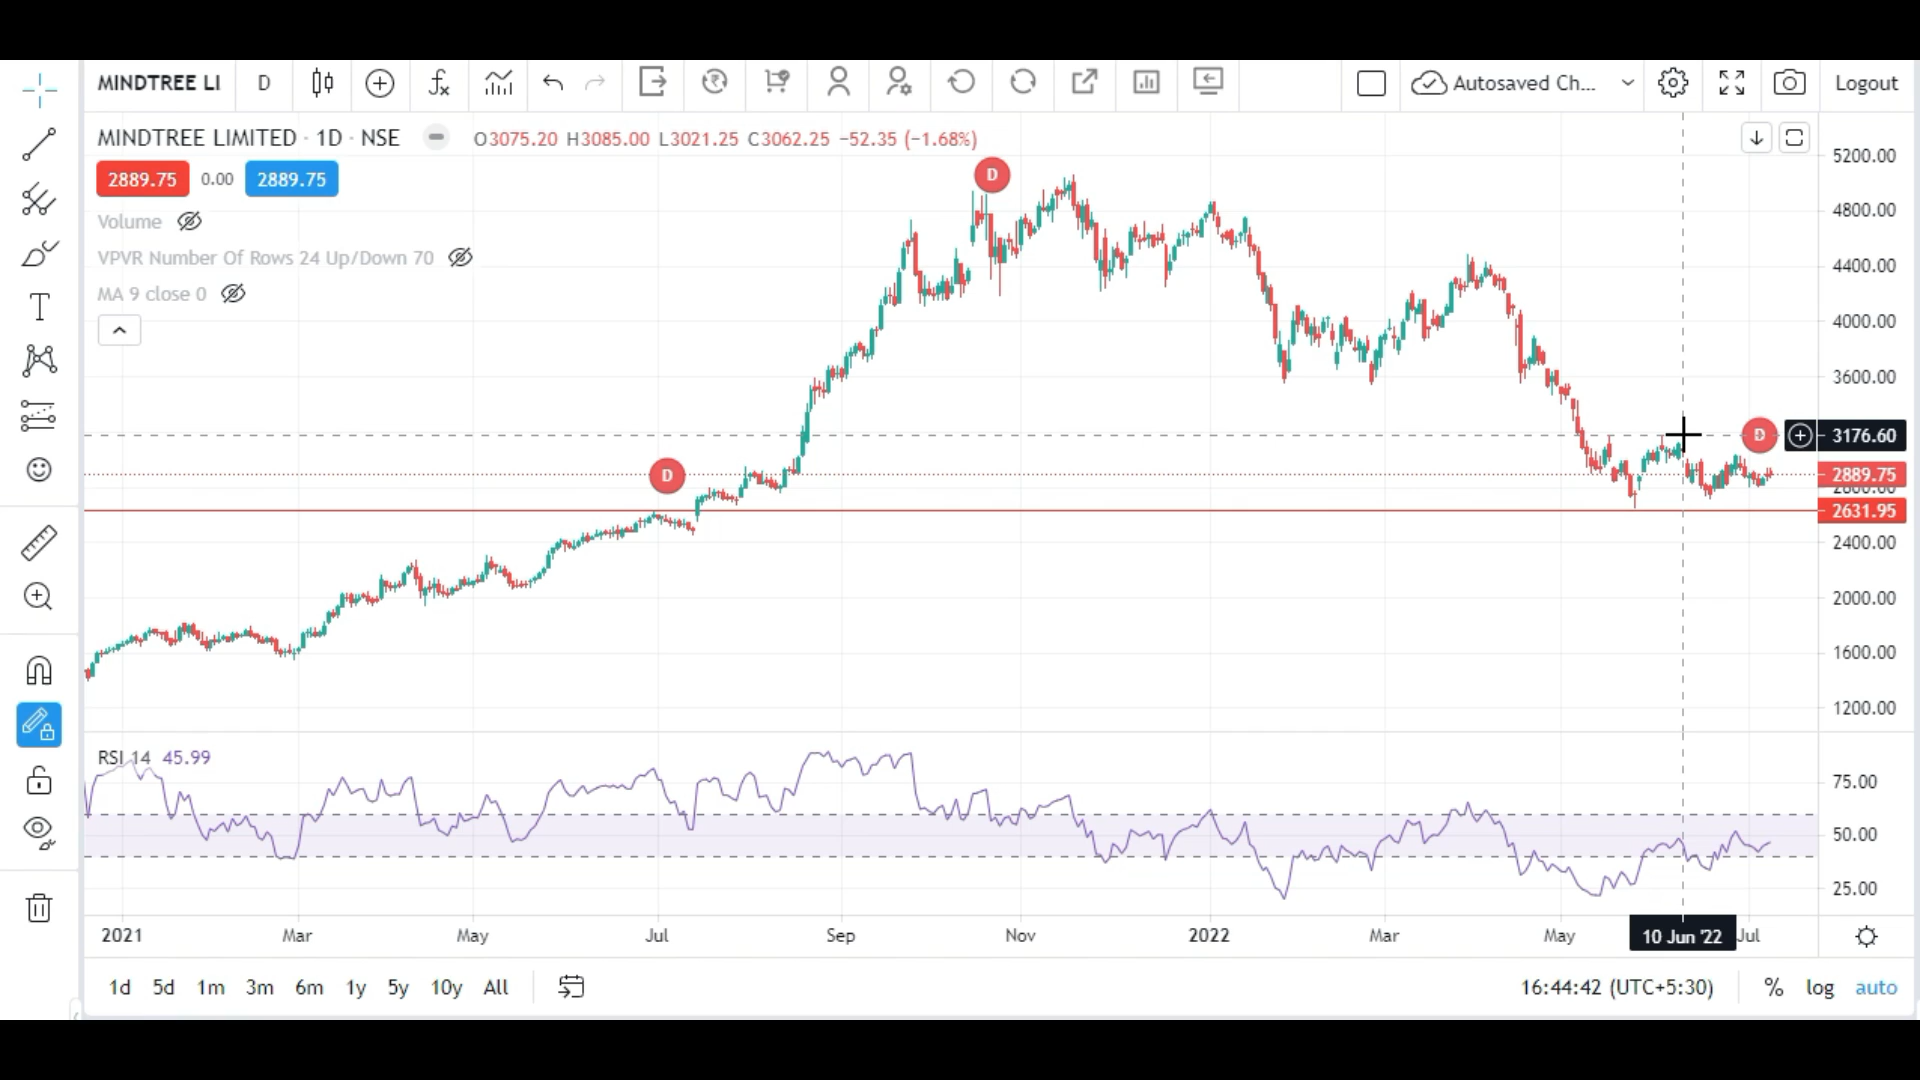 MINDTREE LI D Autosaved Ch... Logout
MINDTREE LIMITED · 1D · NSE O3075.20 H3085.00 L3021.25 C3062.25 −52.35 (−1.68%)
2889.75 0.00 2889.75
Volume
VPVR Number Of Rows 24 Up/Down 70
MA 9 close 0
D
D
D
5200.00
4800.00
4400.00
4000.00
3600.00
3176.60
2889.75
2800.00
2631.95
2400.00
2000.00
1600.00
1200.00
RSI 14 45.99
75.00
50.00
25.00
2021 Mar May Jul Sep Nov 2022 Mar May 10 Jun '22 Jul
1d 5d 1m 3m 6m 1y 5y 10y All 16:44:42 (UTC+5:30) % log auto